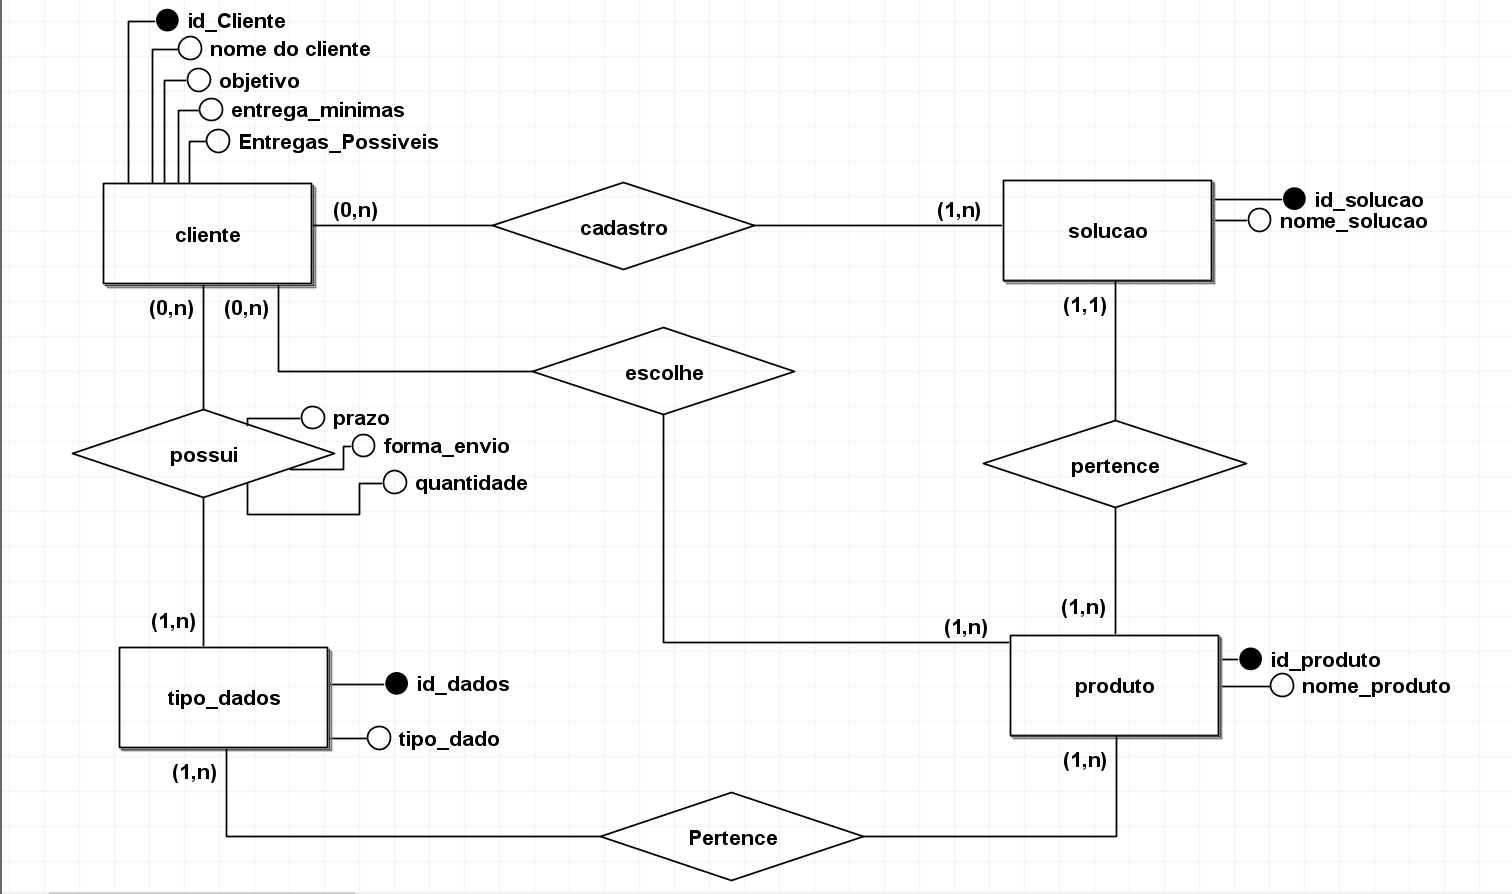 id_Cliente
nome do cliente
objetivo
entrega_minimas
Entregas_Possiveis
cliente
(0,n)
cadastro
(1,n)
solucao
id_solucao
nome_solucao
(0,n)
(0,n)
(1,1)
escolhe
possui
prazo
forma_envio
quantidade
pertence
(1,n)
(1,n)
(1,n)
tipo_dados
id_dados
tipo_dado
produto
id_produto
nome_produto
(1,n)
(1,n)
Pertence